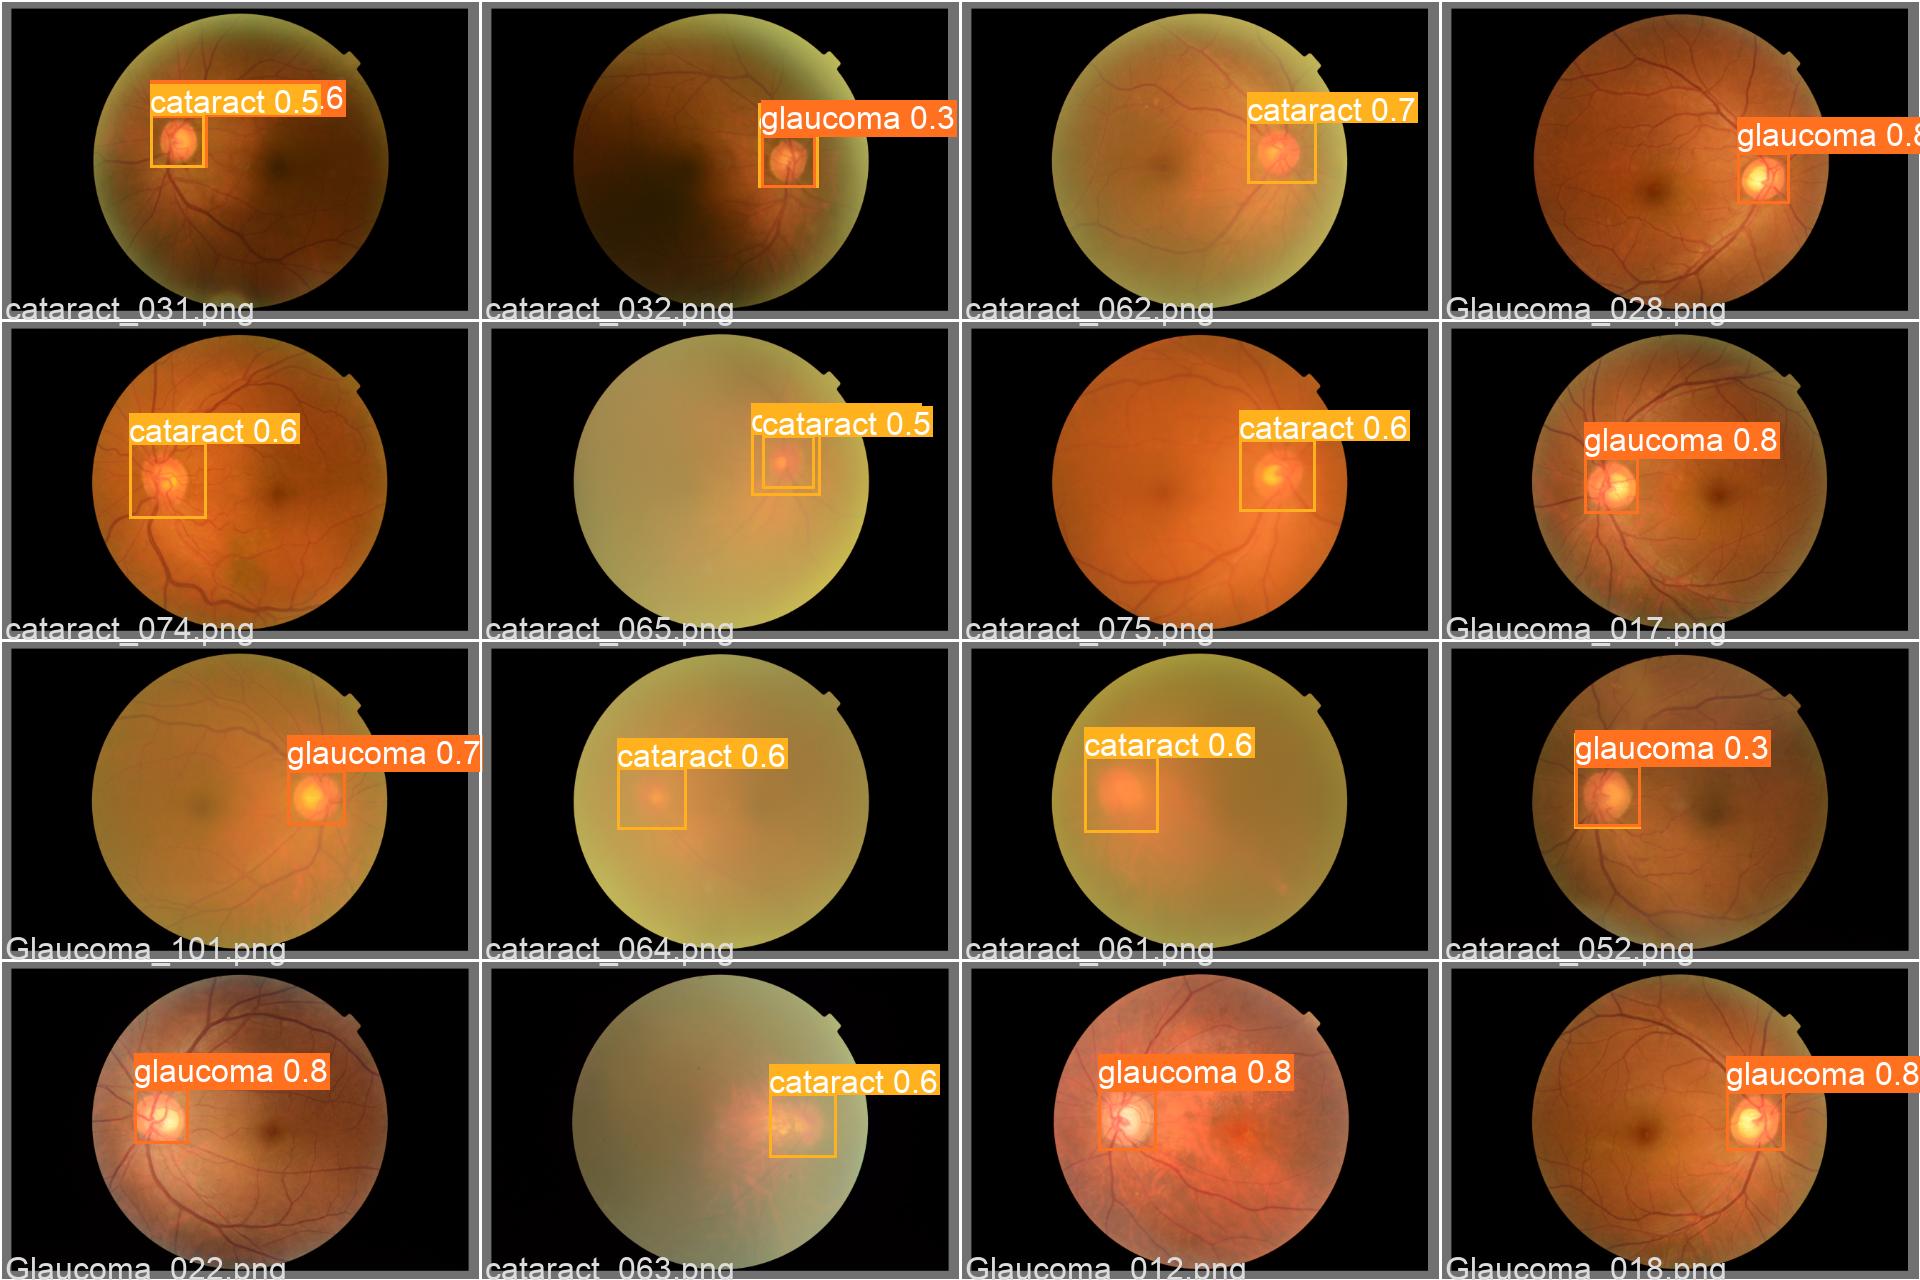 cataract 0.5
.6
cataract_031.png
glaucoma 0.3
cataract_032.png
cataract 0.7
cataract_062.png
glaucoma 0.8
Glaucoma_028.png
cataract 0.6
cataract_074.png
c
cataract 0.5
cataract_065.png
cataract 0.6
cataract_075.png
glaucoma 0.8
Glaucoma_017.png
glaucoma 0.7
Glaucoma_101.png
cataract 0.6
cataract_064.png
cataract 0.6
cataract_061.png
glaucoma 0.3
cataract_052.png
glaucoma 0.8
Glaucoma_022.png
cataract 0.6
cataract_063.png
glaucoma 0.8
Glaucoma_012.png
glaucoma 0.8
Glaucoma_018.png